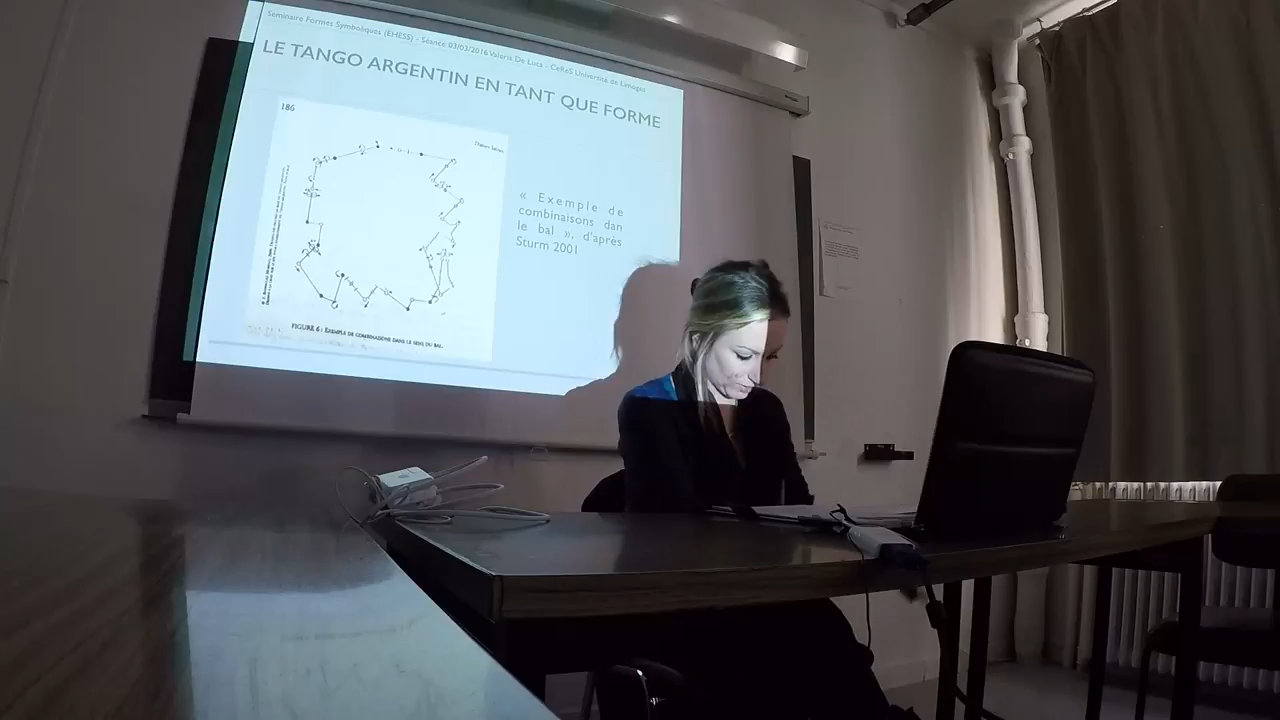 Séminaire Formes Symboliques (EHESS) - Séance 03/03/2016 Valeria De Luca - CeReS Université de Limoges
LE TANGO ARGENTIN EN TANT QUE FORME
186
« Exemple de
combinaisons dan
le bal », d'après
Sturm 2001
FIGURE 6 : EXEMPLE DE COMBINAISONS DANS LE SENS DU BAL.